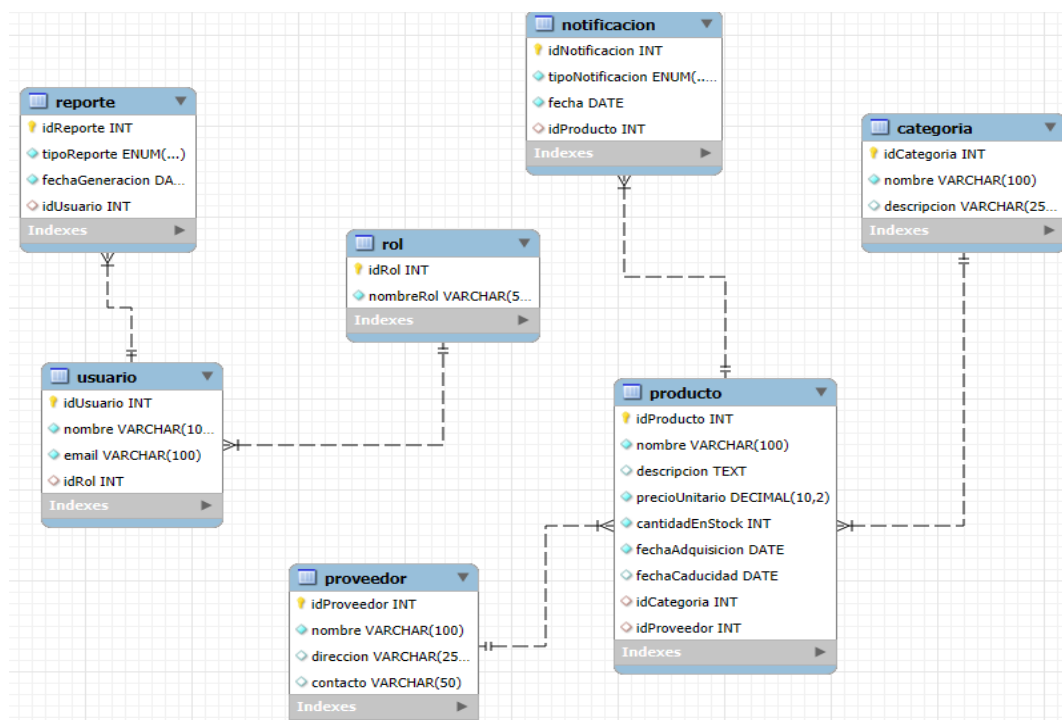 notificacion
idNotificacion INT
tipoNotificacion ENUM(.....
fecha DATE
idProducto INT
Indexes
reporte
idReporte INT
tipoReporte ENUM(...)
fechaGeneracion DA...
idUsuario INT
Indexes
categoria
idCategoria INT
nombre VARCHAR(100)
descripcion VARCHAR(25...
Indexes
rol
idRol INT
nombreRol VARCHAR(5...
Indexes
usuario
idUsuario INT
nombre VARCHAR(10...
email VARCHAR(100)
idRol INT
Indexes
producto
idProducto INT
nombre VARCHAR(100)
descripcion TEXT
precioUnitario DECIMAL(10,2)
cantidadEnStock INT
fechaAdquisicion DATE
fechaCaducidad DATE
idCategoria INT
idProveedor INT
Indexes
proveedor
idProveedor INT
nombre VARCHAR(100)
direccion VARCHAR(25...
contacto VARCHAR(50)
Indexes